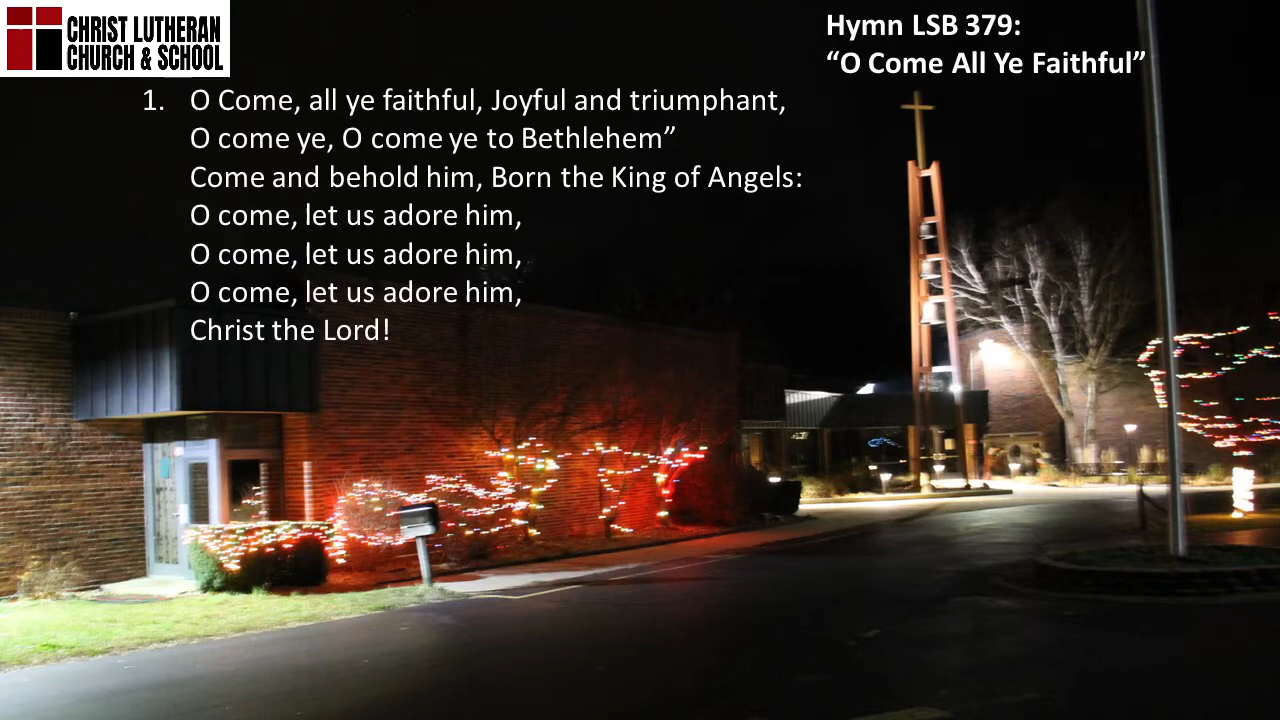 CHRIST LUTHERAN
CHURCH & SCHOOL
Hymn LSB 379:
“O Come All Ye Faithful”
1. O Come, all ye faithful, Joyful and triumphant,
O come ye, O come ye to Bethlehem”
Come and behold him, Born the King of Angels:
O come, let us adore him,
O come, let us adore him,
O come, let us adore him,
Christ the Lord!